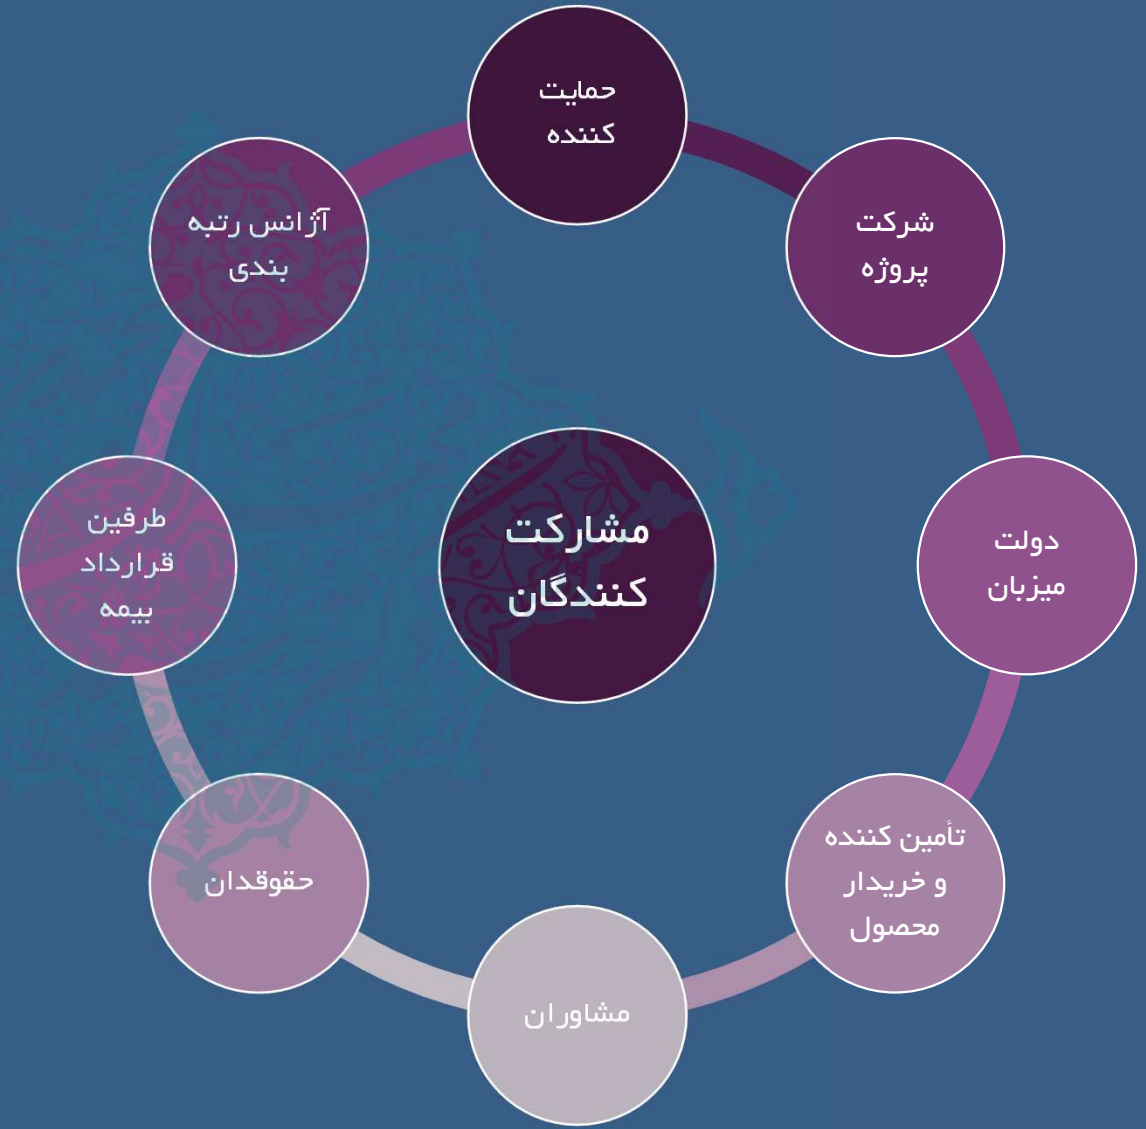 حمایت
کننده
شرکت
پروژه
دولت
میزبان
تأمین کننده
و خریدار
محصول
مشاوران
حقوقدان
طرفین
قرارداد
بیمه
آژانس رتبه
بندی
مشارکت
کنندگان